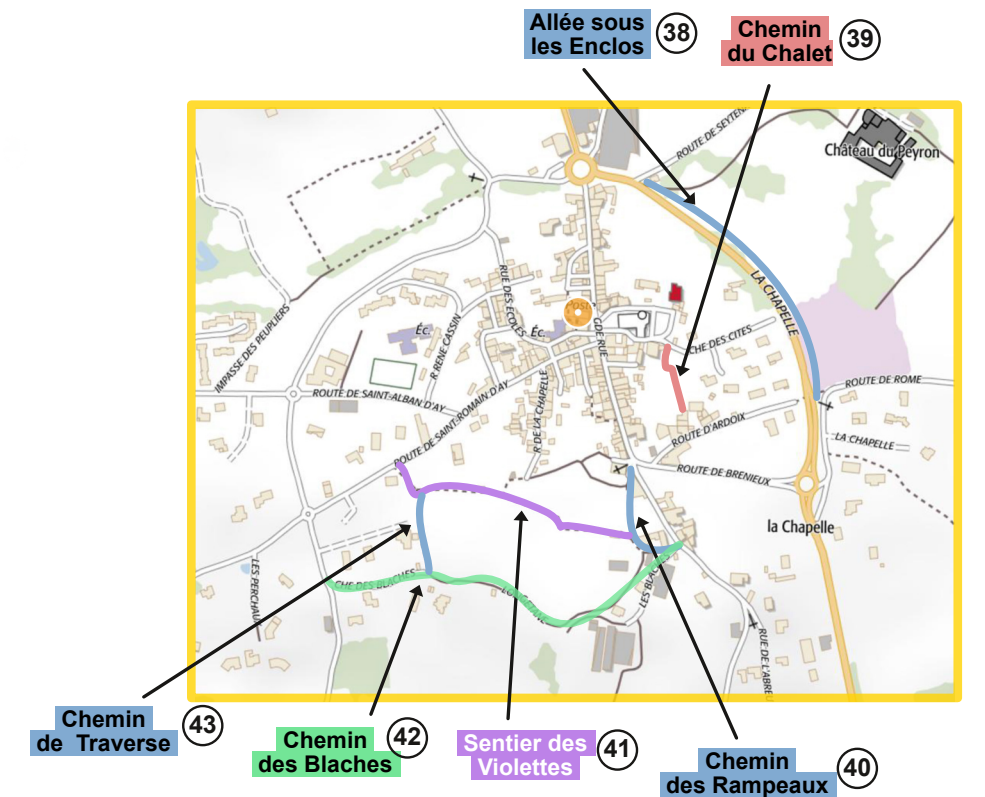 Allée sous
les Enclos
38
Chemin
du Chalet
39
ROUTE DE SEYTEN
Château du Peyron
LA CHAPELLE
RUE DES ECOLES
Éc.
Éc.
GDE RUE
IMPASSE DES PEUPLIERS
R RENE CASSIN
CHE DES CITES
ROUTE DE SAINT-ALBAN D'AY
ROUTE DE SAINT-ROMAIN D'AY
R DE LA CHAPELLE
ROUTE D'ARDOIX
ROUTE DE ROME
LA CHAPELLE
ROUTE DE BRENIEUX
la Chapelle
LES PERCHAUX
CHE DES BLACHES
LES BLACHES
RUE DE L'ABREU
Chemin
de Traverse
43
Chemin
des Blaches
42
Sentier des
Violettes
41
Chemin
des Rampeaux
40